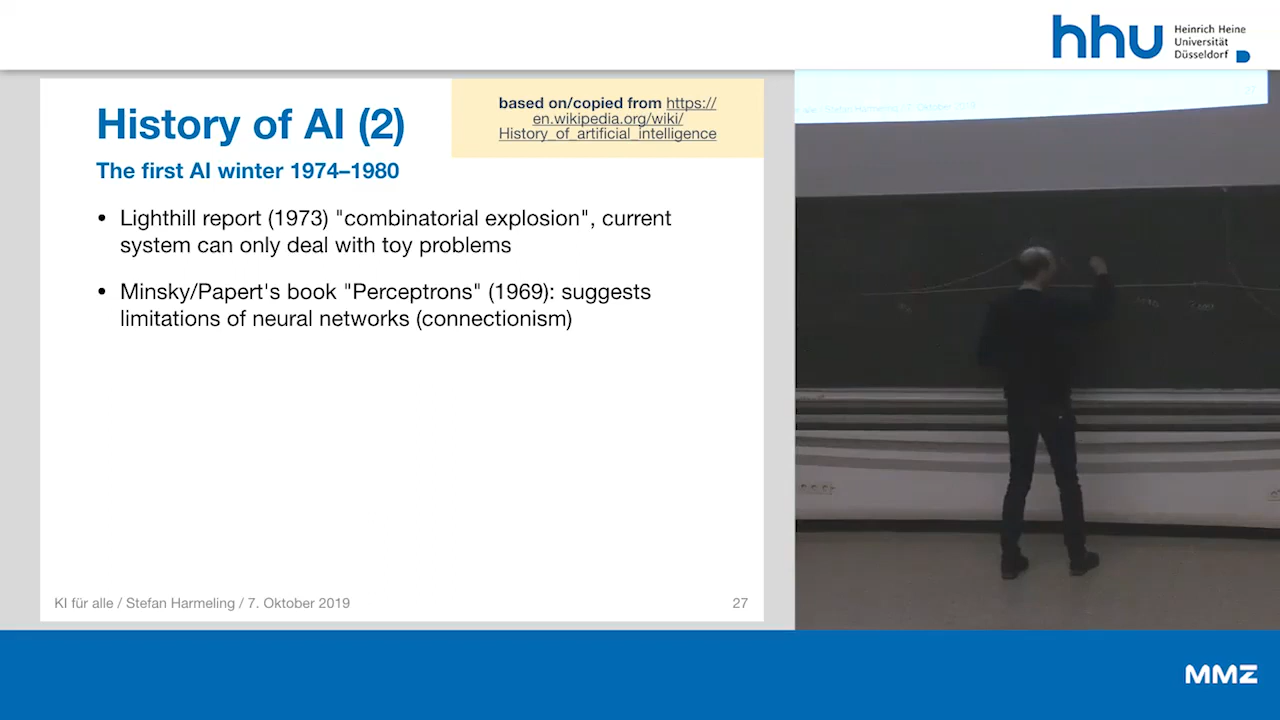 hhu
Heinrich Heine
Universität
Düsseldorf
History of AI (2)
based on/copied from https://
en.wikipedia.org/wiki/
History_of_artificial_intelligence
The first AI winter 1974–1980
• Lighthill report (1973) "combinatorial explosion", current
system can only deal with toy problems
• Minsky/Papert's book "Perceptrons" (1969): suggests
limitations of neural networks (connectionism)
KI für alle / Stefan Harmeling / 7. Oktober 2019
27
MMZ